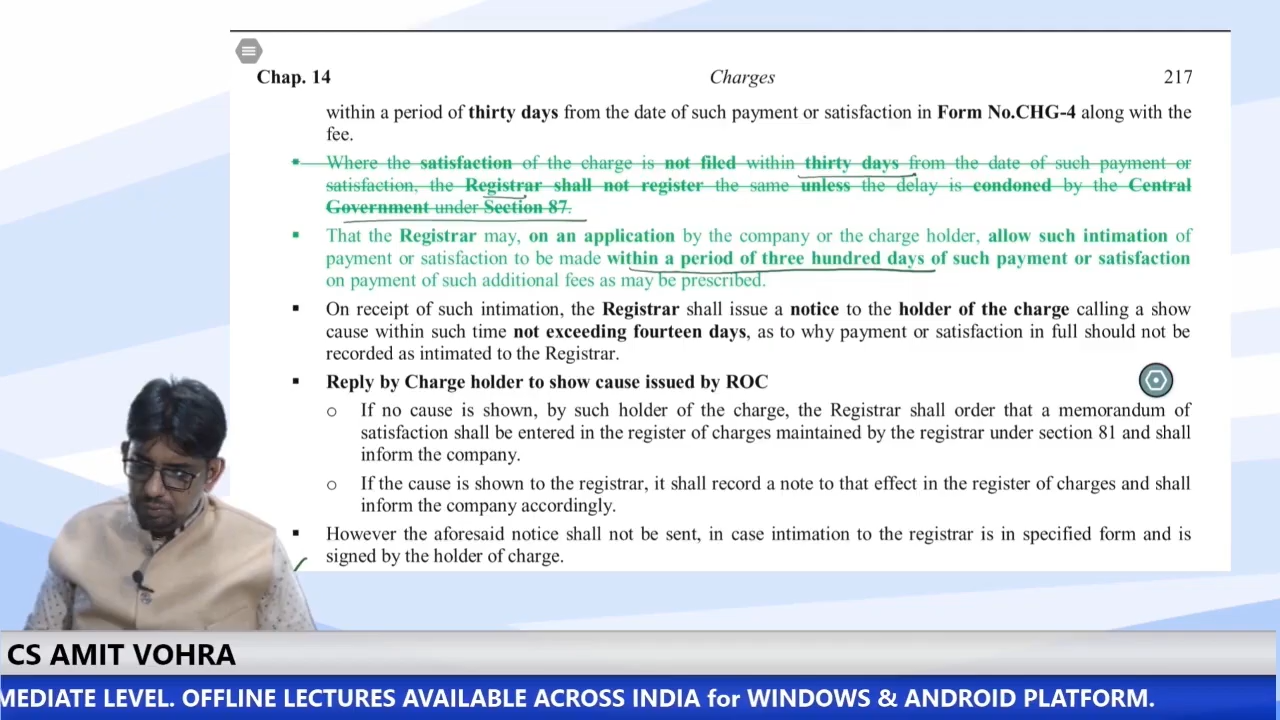 Chap. 14 Charges 217
within a period of thirty days from the date of such payment or satisfaction in Form No.CHG-4 along with the
fee.
▪ Where the satisfaction of the charge is not filed within thirty days from the date of such payment or
satisfaction, the Registrar shall not register the same unless the delay is condoned by the Central
Government under Section 87.
▪ That the Registrar may, on an application by the company or the charge holder, allow such intimation of
payment or satisfaction to be made within a period of three hundred days of such payment or satisfaction
on payment of such additional fees as may be prescribed.
▪ On receipt of such intimation, the Registrar shall issue a notice to the holder of the charge calling a show
cause within such time not exceeding fourteen days, as to why payment or satisfaction in full should not be
recorded as intimated to the Registrar.
▪ Reply by Charge holder to show cause issued by ROC
o If no cause is shown, by such holder of the charge, the Registrar shall order that a memorandum of
satisfaction shall be entered in the register of charges maintained by the registrar under section 81 and shall
inform the company.
o If the cause is shown to the registrar, it shall record a note to that effect in the register of charges and shall
inform the company accordingly.
▪ However the aforesaid notice shall not be sent, in case intimation to the registrar is in specified form and is
signed by the holder of charge.
CS AMIT VOHRA
MEDIATE LEVEL. OFFLINE LECTURES AVAILABLE ACROSS INDIA for WINDOWS & ANDROID PLATFORM.